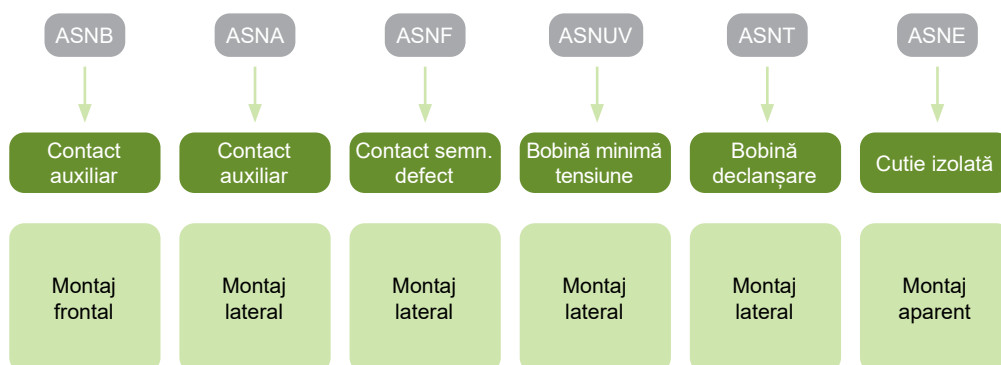 ASNB
ASNA
ASNF
ASNUV
ASNT
ASNE
Contact
auxiliar
Contact
auxiliar
Contact semn.
defect
Bobină minimă
tensiune
Bobină
declanșare
Cutie izolată
Montaj
frontal
Montaj
lateral
Montaj
lateral
Montaj
lateral
Montaj
lateral
Montaj
aparent